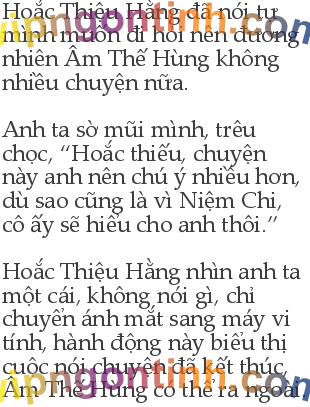 Hoắc Thiệu Hằng đã nói tự
mình muốn đi hỏi nên đương
nhiên Âm Thế Hùng không
nhiều chuyện nữa.
Anh ta sờ mũi mình, trêu
chọc, “Hoắc thiếu, chuyện
này anh nên chú ý nhiều hơn,
dù sao cũng là vì Niệm Chi,
cô ấy sẽ hiểu cho anh thôi.”
Hoắc Thiệu Hằng nhìn anh ta
một cái, không nói gì, chỉ
chuyển ánh mắt sang máy vi
tính, hành động này biểu thị
cuộc nói chuyện đã kết thúc,
Âm Thế Hùng có thể ra ngoài.
vipngontinh.com
vipngontinh.com